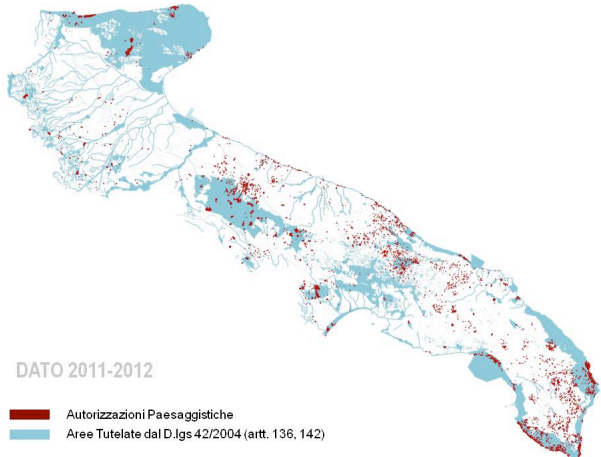 DATO 2011-2012
Autorizzazioni Paesaggistiche
Aree Tutelate dal D.lgs 42/2004 (artt. 136, 142)